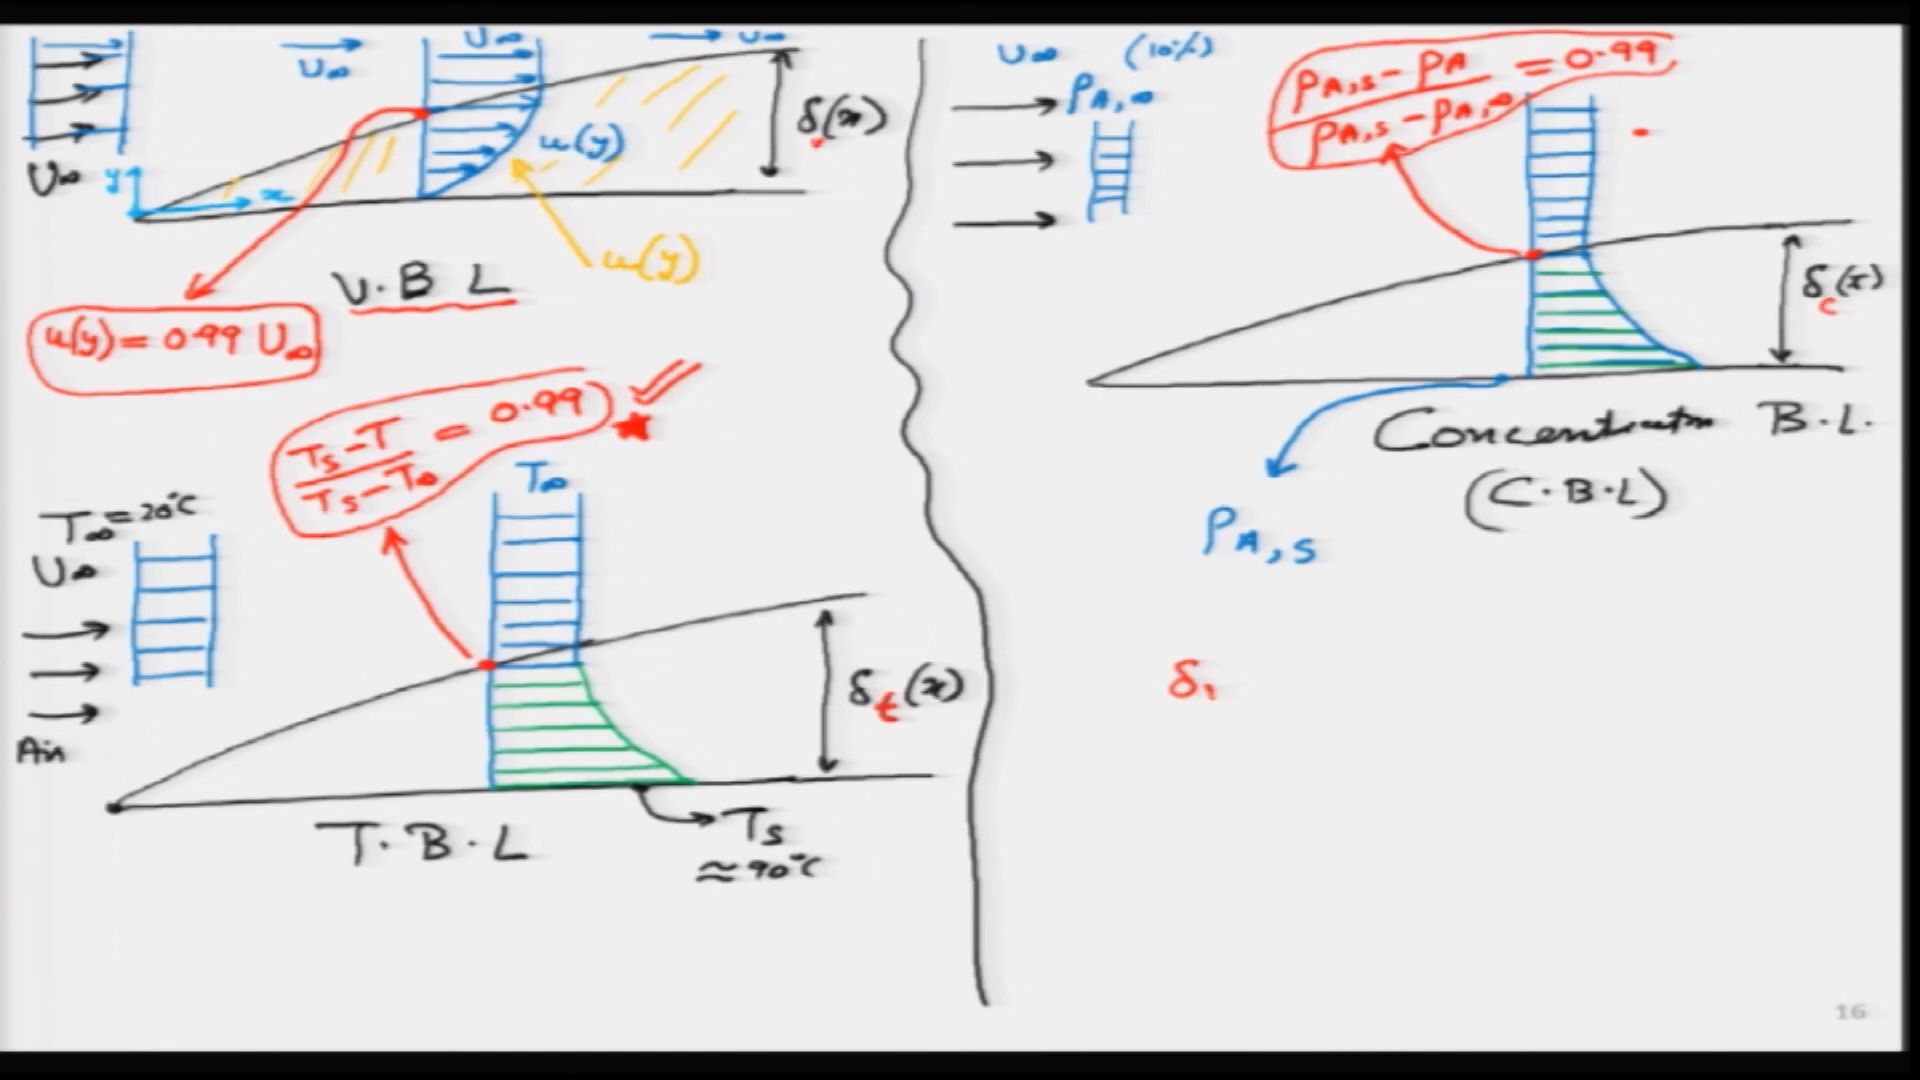 U∞
U∞
U∞
U∞
y
x
u(y)
δᵥ(x)
u(y)
V.B.L
u(y) = 0.99 U∞
Ts - T / Ts - T∞ = 0.99
T∞
T∞ = 20°C
U∞
Air
δt(x)
Ts
≈ 90°C
T.B.L
U∞ (10%)
ρA,∞
ρA,s - ρA / ρA,s - ρA,∞ = 0.99
δc(x)
Concentration B.L.
(C.B.L)
ρA,s
δ
16